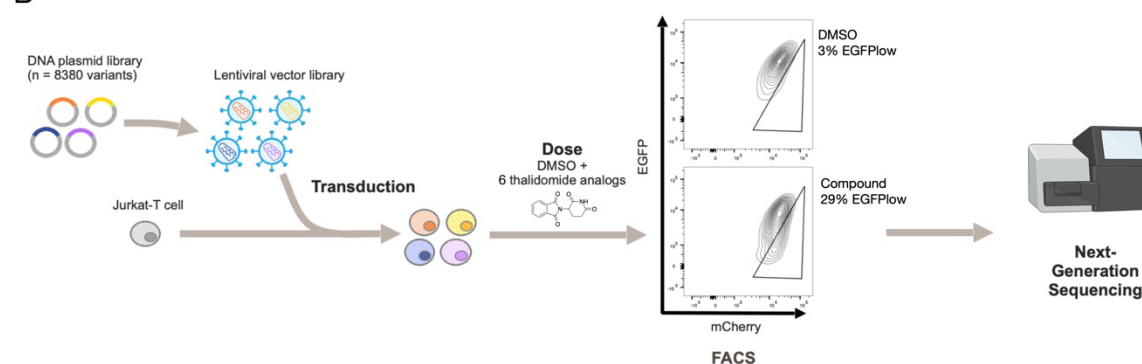 DNA plasmid library
(n = 8380 variants)
Lentiviral vector library
Jurkat-T cell
Transduction
Dose
DMSO +
6 thalidomide analogs
O
NH
O
N
O
O
EGFP
DMSO
3% EGFPlow
Compound
29% EGFPlow
mCherry
FACS
Next-
Generation
Sequencing